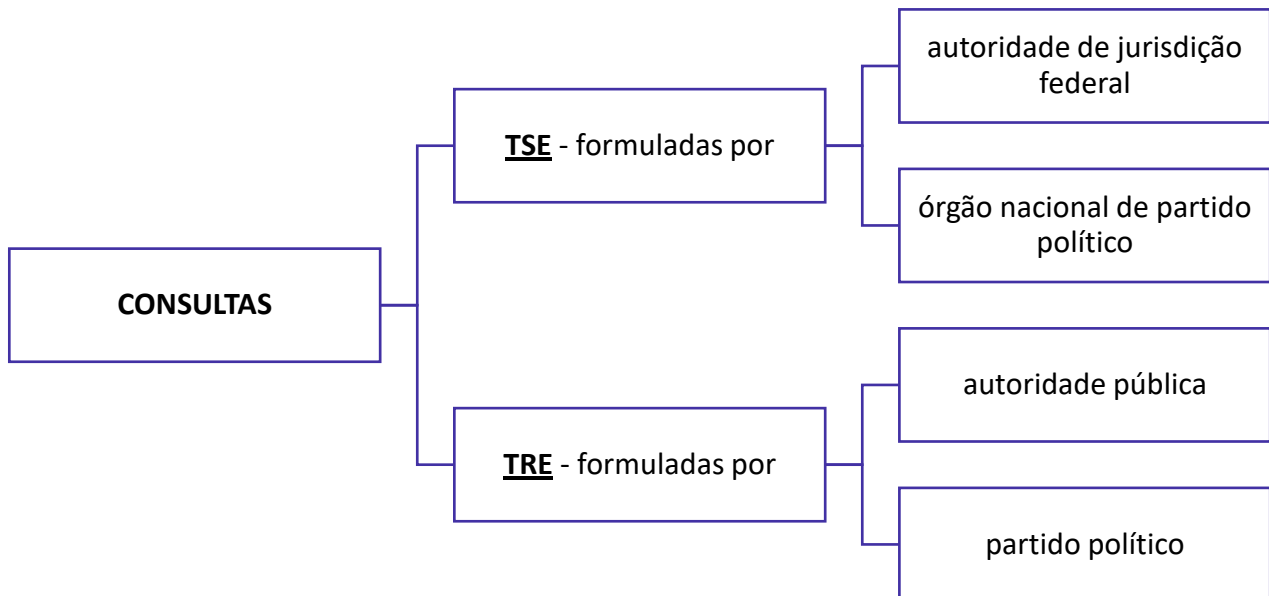 CONSULTAS
TSE - formuladas por
autoridade de jurisdição
federal
órgão nacional de partido
político
TRE - formuladas por
autoridade pública
partido político